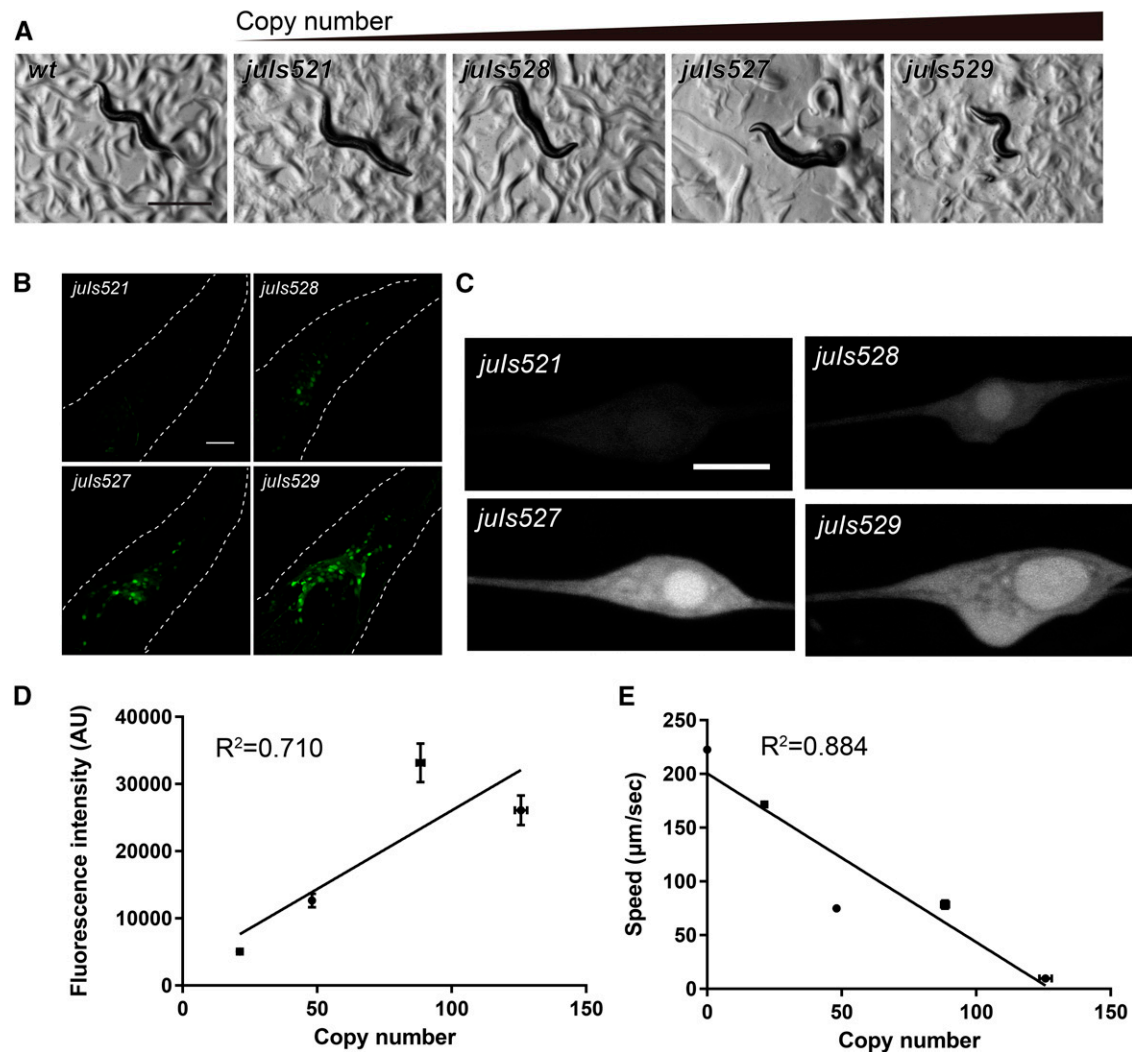 Copy number
A
wt
juIs521
juIs528
juIs527
juIs529
B
juIs521
juIs528
juIs527
juIs529
C
juIs521
juIs528
juIs527
juIs529
D
R²=0.710
Fluorescence intensity (AU)
40000
30000
20000
10000
0
0 50 100 150
Copy number
E
R²=0.884
Speed (µm/sec)
250
200
150
100
50
0
0 50 100 150
Copy number